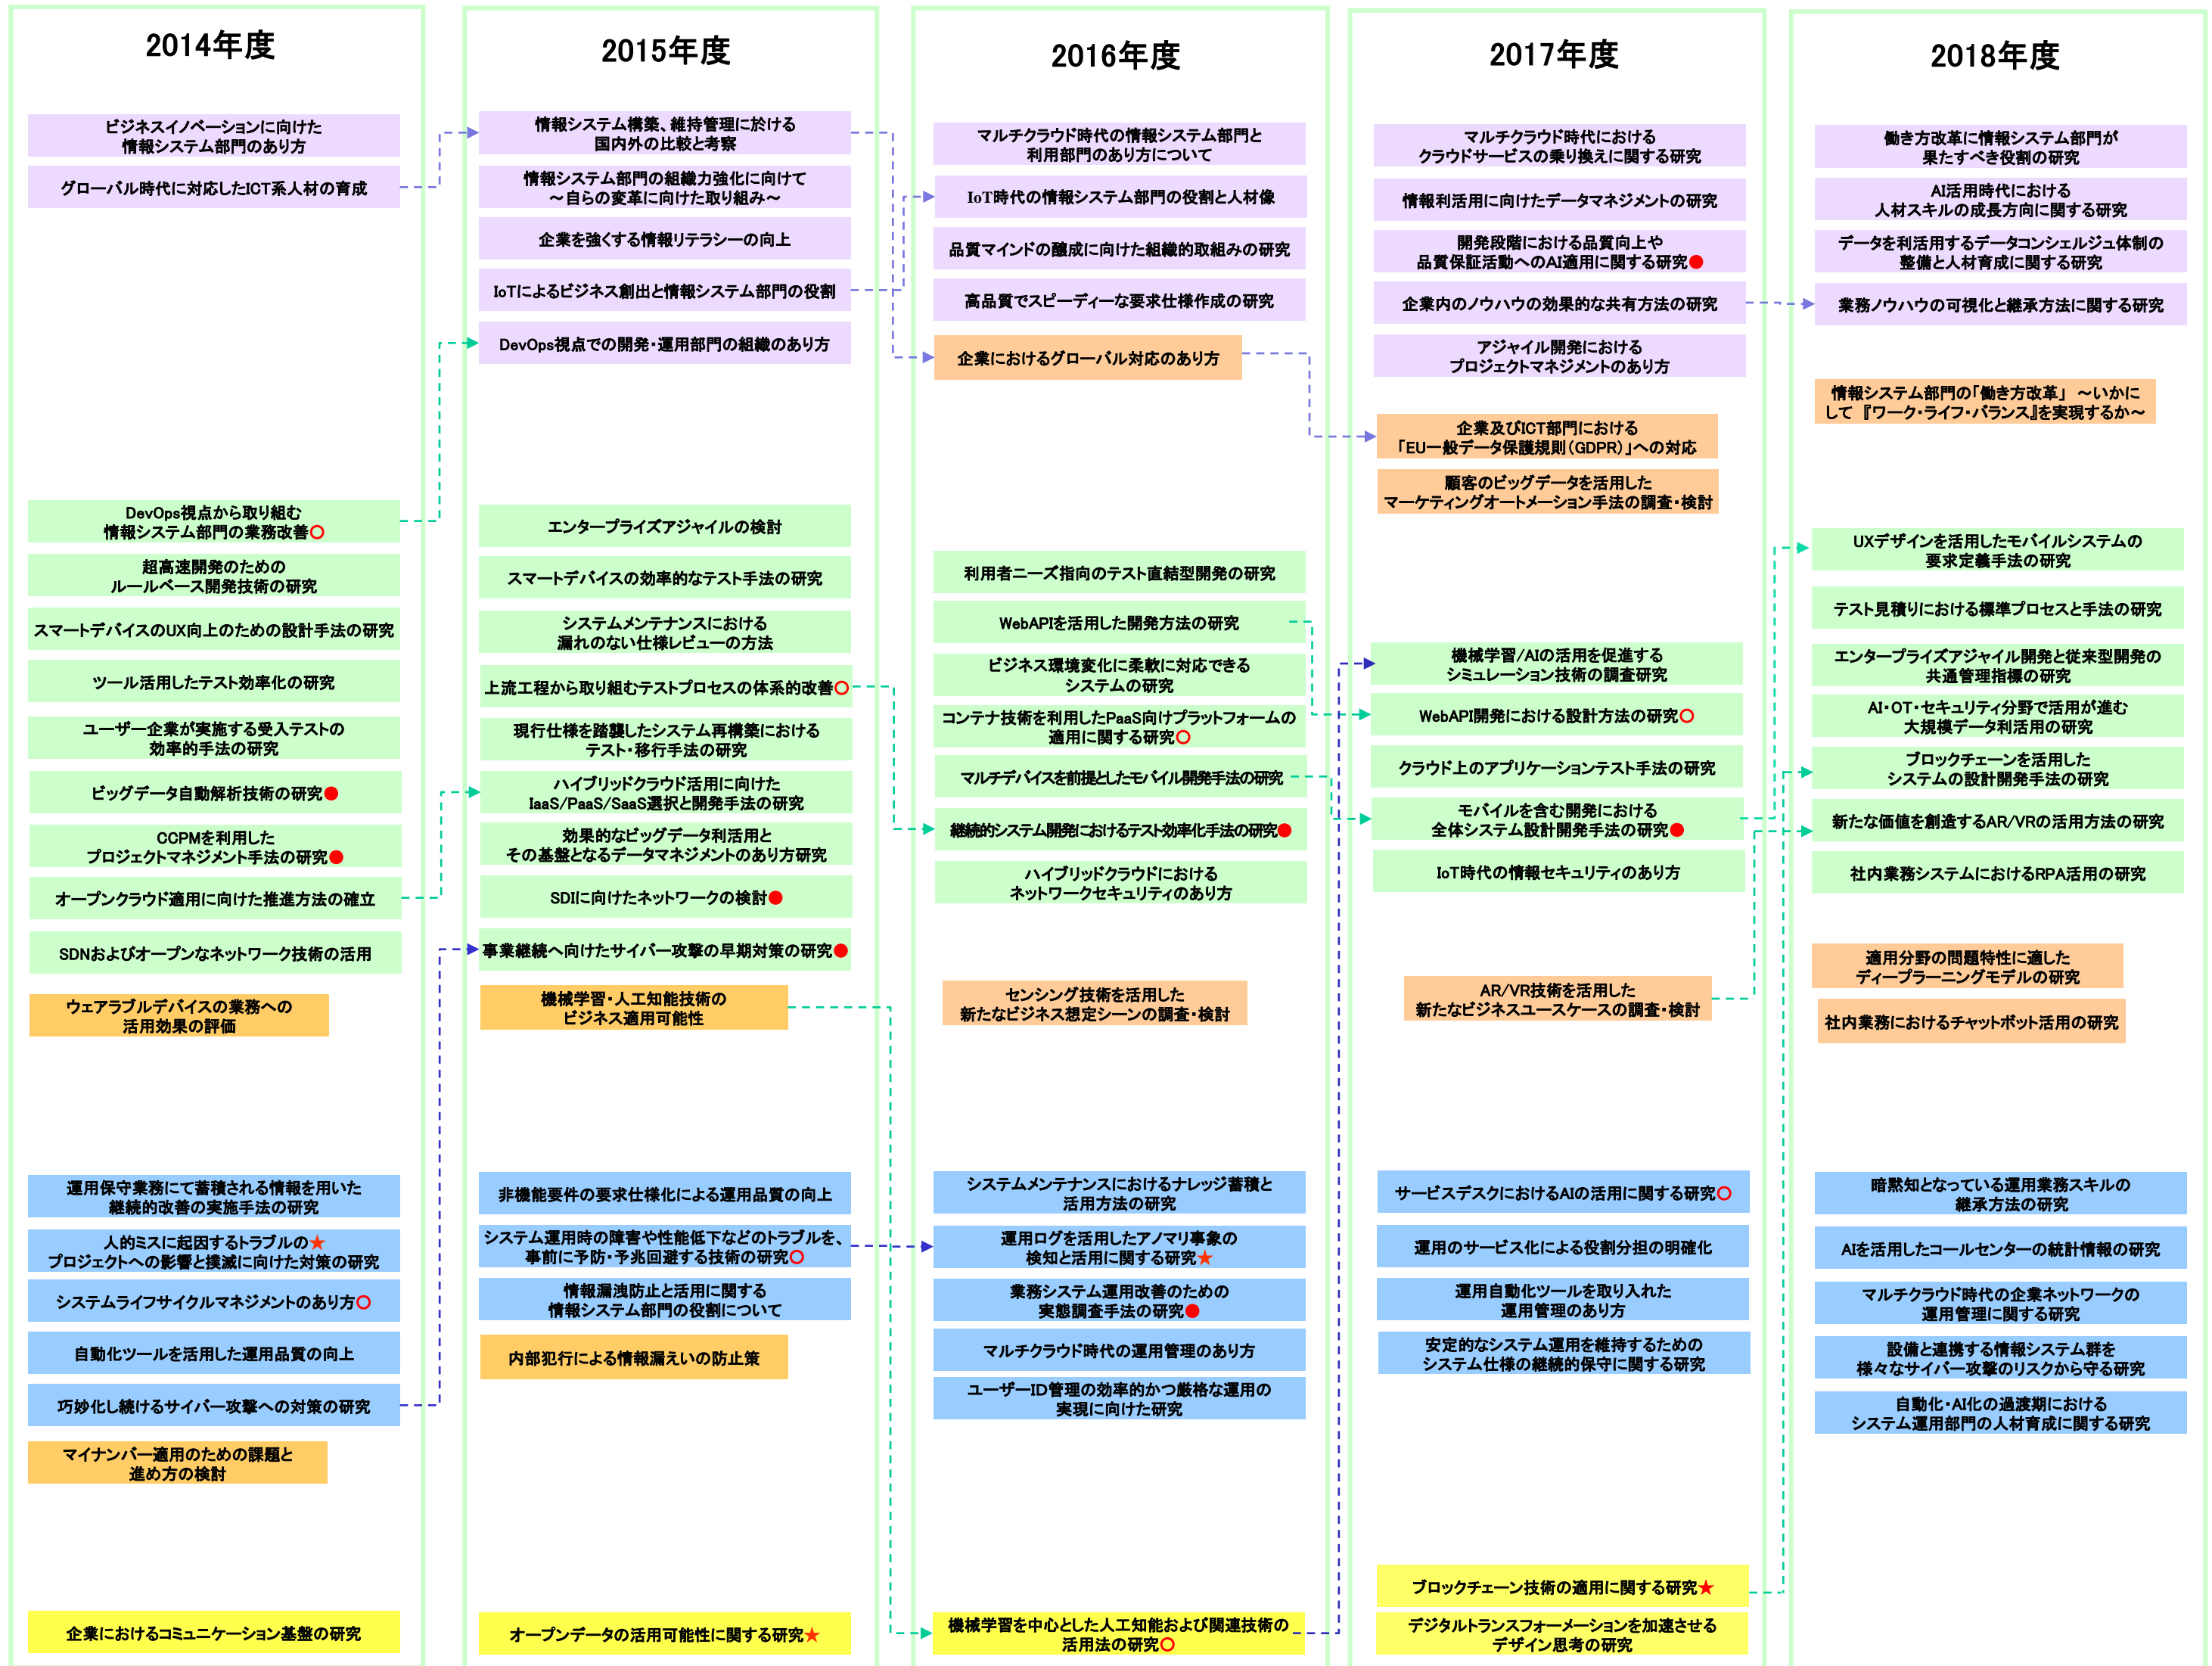 2014年度
ビジネスイノベーションに向けた
情報システム部門のあり方
グローバル時代に対応したICT系人材の育成
DevOps視点から取り組む
情報システム部門の業務改善○
超高速開発のための
ルールベース開発技術の研究
スマートデバイスのUX向上のための設計手法の研究
ツール活用したテスト効率化の研究
ユーザー企業が実施する受入テストの
効率的手法の研究
ビッグデータ自動解析技術の研究●
CCPMを利用した
プロジェクトマネジメント手法の研究●
オープンクラウド適用に向けた推進方法の確立
SDNおよびオープンなネットワーク技術の活用
ウェアラブルデバイスの業務への
活用効果の評価
運用保守業務にて蓄積される情報を用いた
継続的改善の実施手法の研究
人的ミスに起因するトラブルの★
プロジェクトへの影響と撲滅に向けた対策の研究
システムライフサイクルマネジメントのあり方○
自動化ツールを活用した運用品質の向上
巧妙化し続けるサイバー攻撃への対策の研究
マイナンバー適用のための課題と
進め方の検討
企業におけるコミュニケーション基盤の研究
2015年度
情報システム構築、維持管理に於ける
国内外の比較と考察
情報システム部門の組織力強化に向けて
～自らの変革に向けた取り組み～
企業を強くする情報リテラシーの向上
IoTによるビジネス創出と情報システム部門の役割
DevOps視点での開発・運用部門の組織のあり方
エンタープライズアジャイルの検討
スマートデバイスの効率的なテスト手法の研究
システムメンテナンスにおける
漏れのない仕様レビューの方法
上流工程から取り組むテストプロセスの体系的改善○
現行仕様を踏襲したシステム再構築における
テスト・移行手法の研究
ハイブリッドクラウド活用に向けた
IaaS/PaaS/SaaS選択と開発手法の研究
効果的なビッグデータ利活用と
その基盤となるデータマネジメントのあり方研究
SDIに向けたネットワークの検討●
事業継続へ向けたサイバー攻撃の早期対策の研究●
機械学習・人工知能技術の
ビジネス適用可能性
非機能要件の要求仕様化による運用品質の向上
システム運用時の障害や性能低下などのトラブルを、
事前に予防・予兆回避する技術の研究○
情報漏洩防止と活用に関する
情報システム部門の役割について
内部犯行による情報漏えいの防止策
オープンデータの活用可能性に関する研究★
2016年度
マルチクラウド時代の情報システム部門と
利用部門のあり方について
IoT時代の情報システム部門の役割と人材像
品質マインドの醸成に向けた組織的取組みの研究
高品質でスピーディーな要求仕様作成の研究
企業におけるグローバル対応のあり方
利用者ニーズ指向のテスト直結型開発の研究
WebAPIを活用した開発方法の研究
ビジネス環境変化に柔軟に対応できる
システムの研究
コンテナ技術を利用したPaaS向けプラットフォームの
適用に関する研究○
マルチデバイスを前提としたモバイル開発手法の研究
継続的システム開発におけるテスト効率化手法の研究●
ハイブリッドクラウドにおける
ネットワークセキュリティのあり方
センシング技術を活用した
新たなビジネス想定シーンの調査・検討
システムメンテナンスにおけるナレッジ蓄積と
活用方法の研究
運用ログを活用したアノマリ事象の
検知と活用に関する研究★
業務システム運用改善のための
実態調査手法の研究●
マルチクラウド時代の運用管理のあり方
ユーザーID管理の効率的かつ厳格な運用の
実現に向けた研究
機械学習を中心とした人工知能および関連技術の
活用法の研究○
2017年度
マルチクラウド時代における
クラウドサービスの乗り換えに関する研究
情報利活用に向けたデータマネジメントの研究
開発段階における品質向上や
品質保証活動へのAI適用に関する研究●
企業内のノウハウの効果的な共有方法の研究
アジャイル開発における
プロジェクトマネジメントのあり方
企業及びICT部門における
「EU一般データ保護規則（GDPR）」への対応
顧客のビッグデータを活用した
マーケティングオートメーション手法の調査・検討
機械学習/AIの活用を促進する
シミュレーション技術の調査研究
WebAPI開発における設計方法の研究○
クラウド上のアプリケーションテスト手法の研究
モバイルを含む開発における
全体システム設計開発手法の研究●
IoT時代の情報セキュリティのあり方
AR/VR技術を活用した
新たなビジネスユースケースの調査・検討
サービスデスクにおけるAIの活用に関する研究○
運用のサービス化による役割分担の明確化
運用自動化ツールを取り入れた
運用管理のあり方
安定的なシステム運用を維持するための
システム仕様の継続的保守に関する研究
ブロックチェーン技術の適用に関する研究★
デジタルトランスフォーメーションを加速させる
デザイン思考の研究
2018年度
働き方改革に情報システム部門が
果たすべき役割の研究
AI活用時代における
人材スキルの成長方向に関する研究
データを利活用するデータコンシェルジュ体制の
整備と人材育成に関する研究
業務ノウハウの可視化と継承方法に関する研究
情報システム部門の「働き方改革」 ～いかに
して 『ワーク・ライフ・バランス』を実現するか～
UXデザインを活用したモバイルシステムの
要求定義手法の研究
テスト見積りにおける標準プロセスと手法の研究
エンタープライズアジャイル開発と従来型開発の
共通管理指標の研究
AI・OT・セキュリティ分野で活用が進む
大規模データ利活用の研究
ブロックチェーンを活用した
システムの設計開発手法の研究
新たな価値を創造するAR/VRの活用方法の研究
社内業務システムにおけるRPA活用の研究
適用分野の問題特性に適した
ディープラーニングモデルの研究
社内業務におけるチャットボット活用の研究
暗黙知となっている運用業務スキルの
継承方法の研究
AIを活用したコールセンターの統計情報の研究
マルチクラウド時代の企業ネットワークの
運用管理に関する研究
設備と連携する情報システム群を
様々なサイバー攻撃のリスクから守る研究
自動化・AI化の過渡期における
システム運用部門の人材育成に関する研究